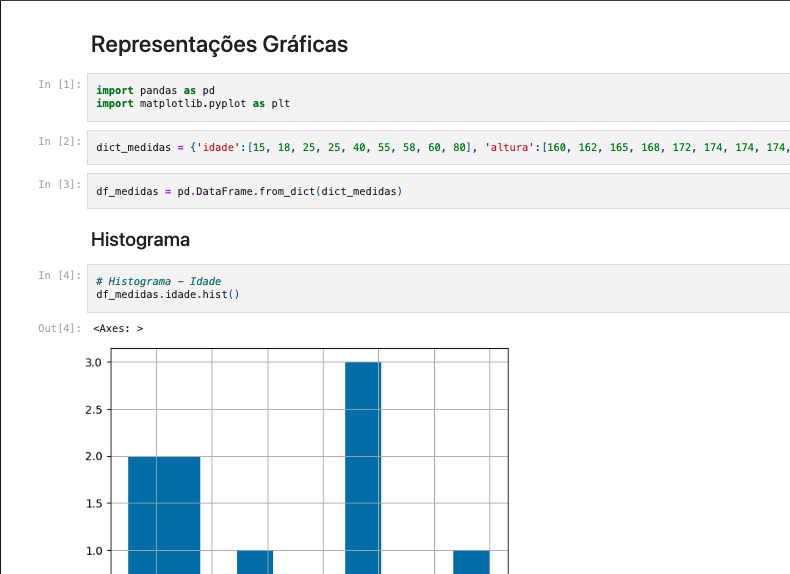 Representações Gráficas
In [1]:
import pandas as pd
import matplotlib.pyplot as plt
In [2]:
dict_medidas = {'idade':[15, 18, 25, 25, 40, 55, 58, 60, 80], 'altura':[160, 162, 165, 168, 172, 174, 174, 174,
In [3]:
df_medidas = pd.DataFrame.from_dict(dict_medidas)
Histograma
In [4]:
# Histograma – Idade
df_medidas.idade.hist()
Out[4]:
<Axes: >
3.0
2.5
2.0
1.5
1.0